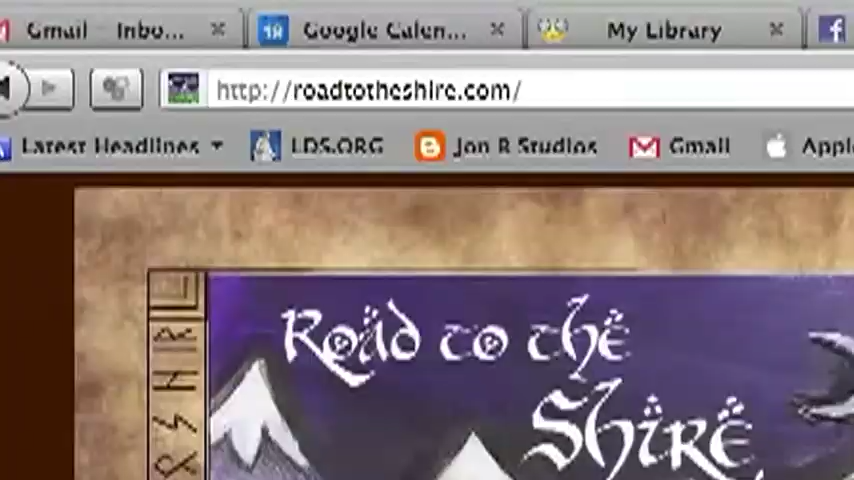 Gmail - Inbo... Google Calen... My Library
http://roadtotheshire.com/
Latest Headlines LDS.ORG Jon R Studios Gmail Apple
Road to the
Shire